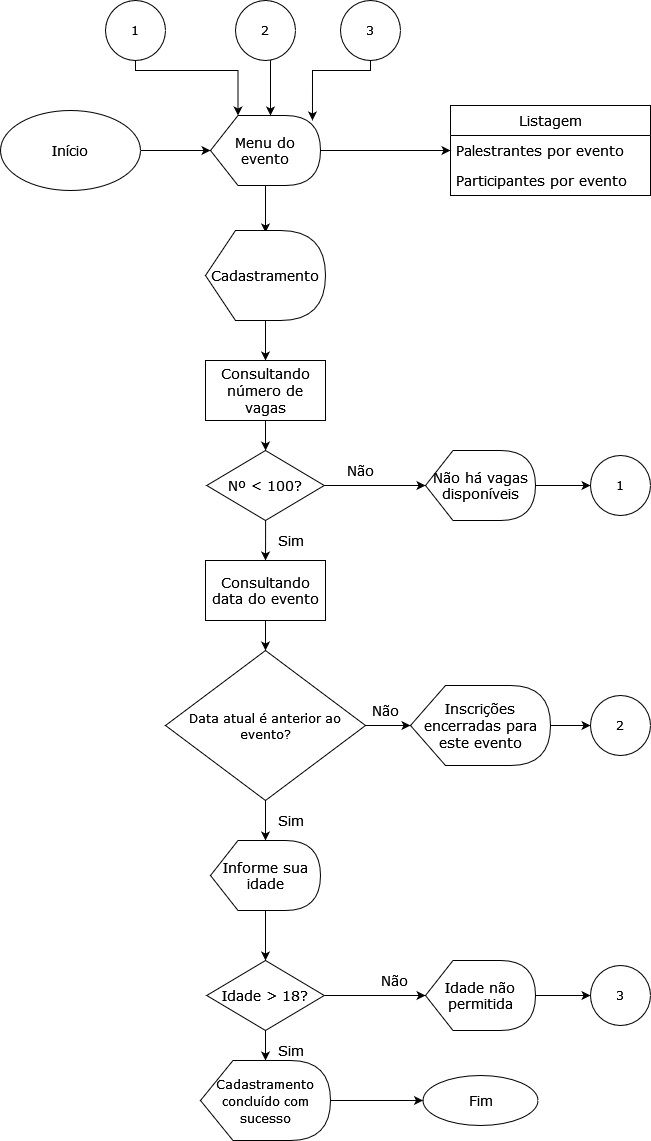 1
2
3
Início
Menu do
evento
Listagem
Palestrantes por evento
Participantes por evento
Cadastramento
Consultando
número de
vagas
Nº < 100?
Não
Não há vagas
disponíveis
1
Sim
Consultando
data do evento
Data atual é anterior ao
evento?
Não
Inscrições
encerradas para
este evento
2
Sim
Informe sua
idade
Idade > 18?
Não
Idade não
permitida
3
Sim
Cadastramento
concluído com
sucesso
Fim